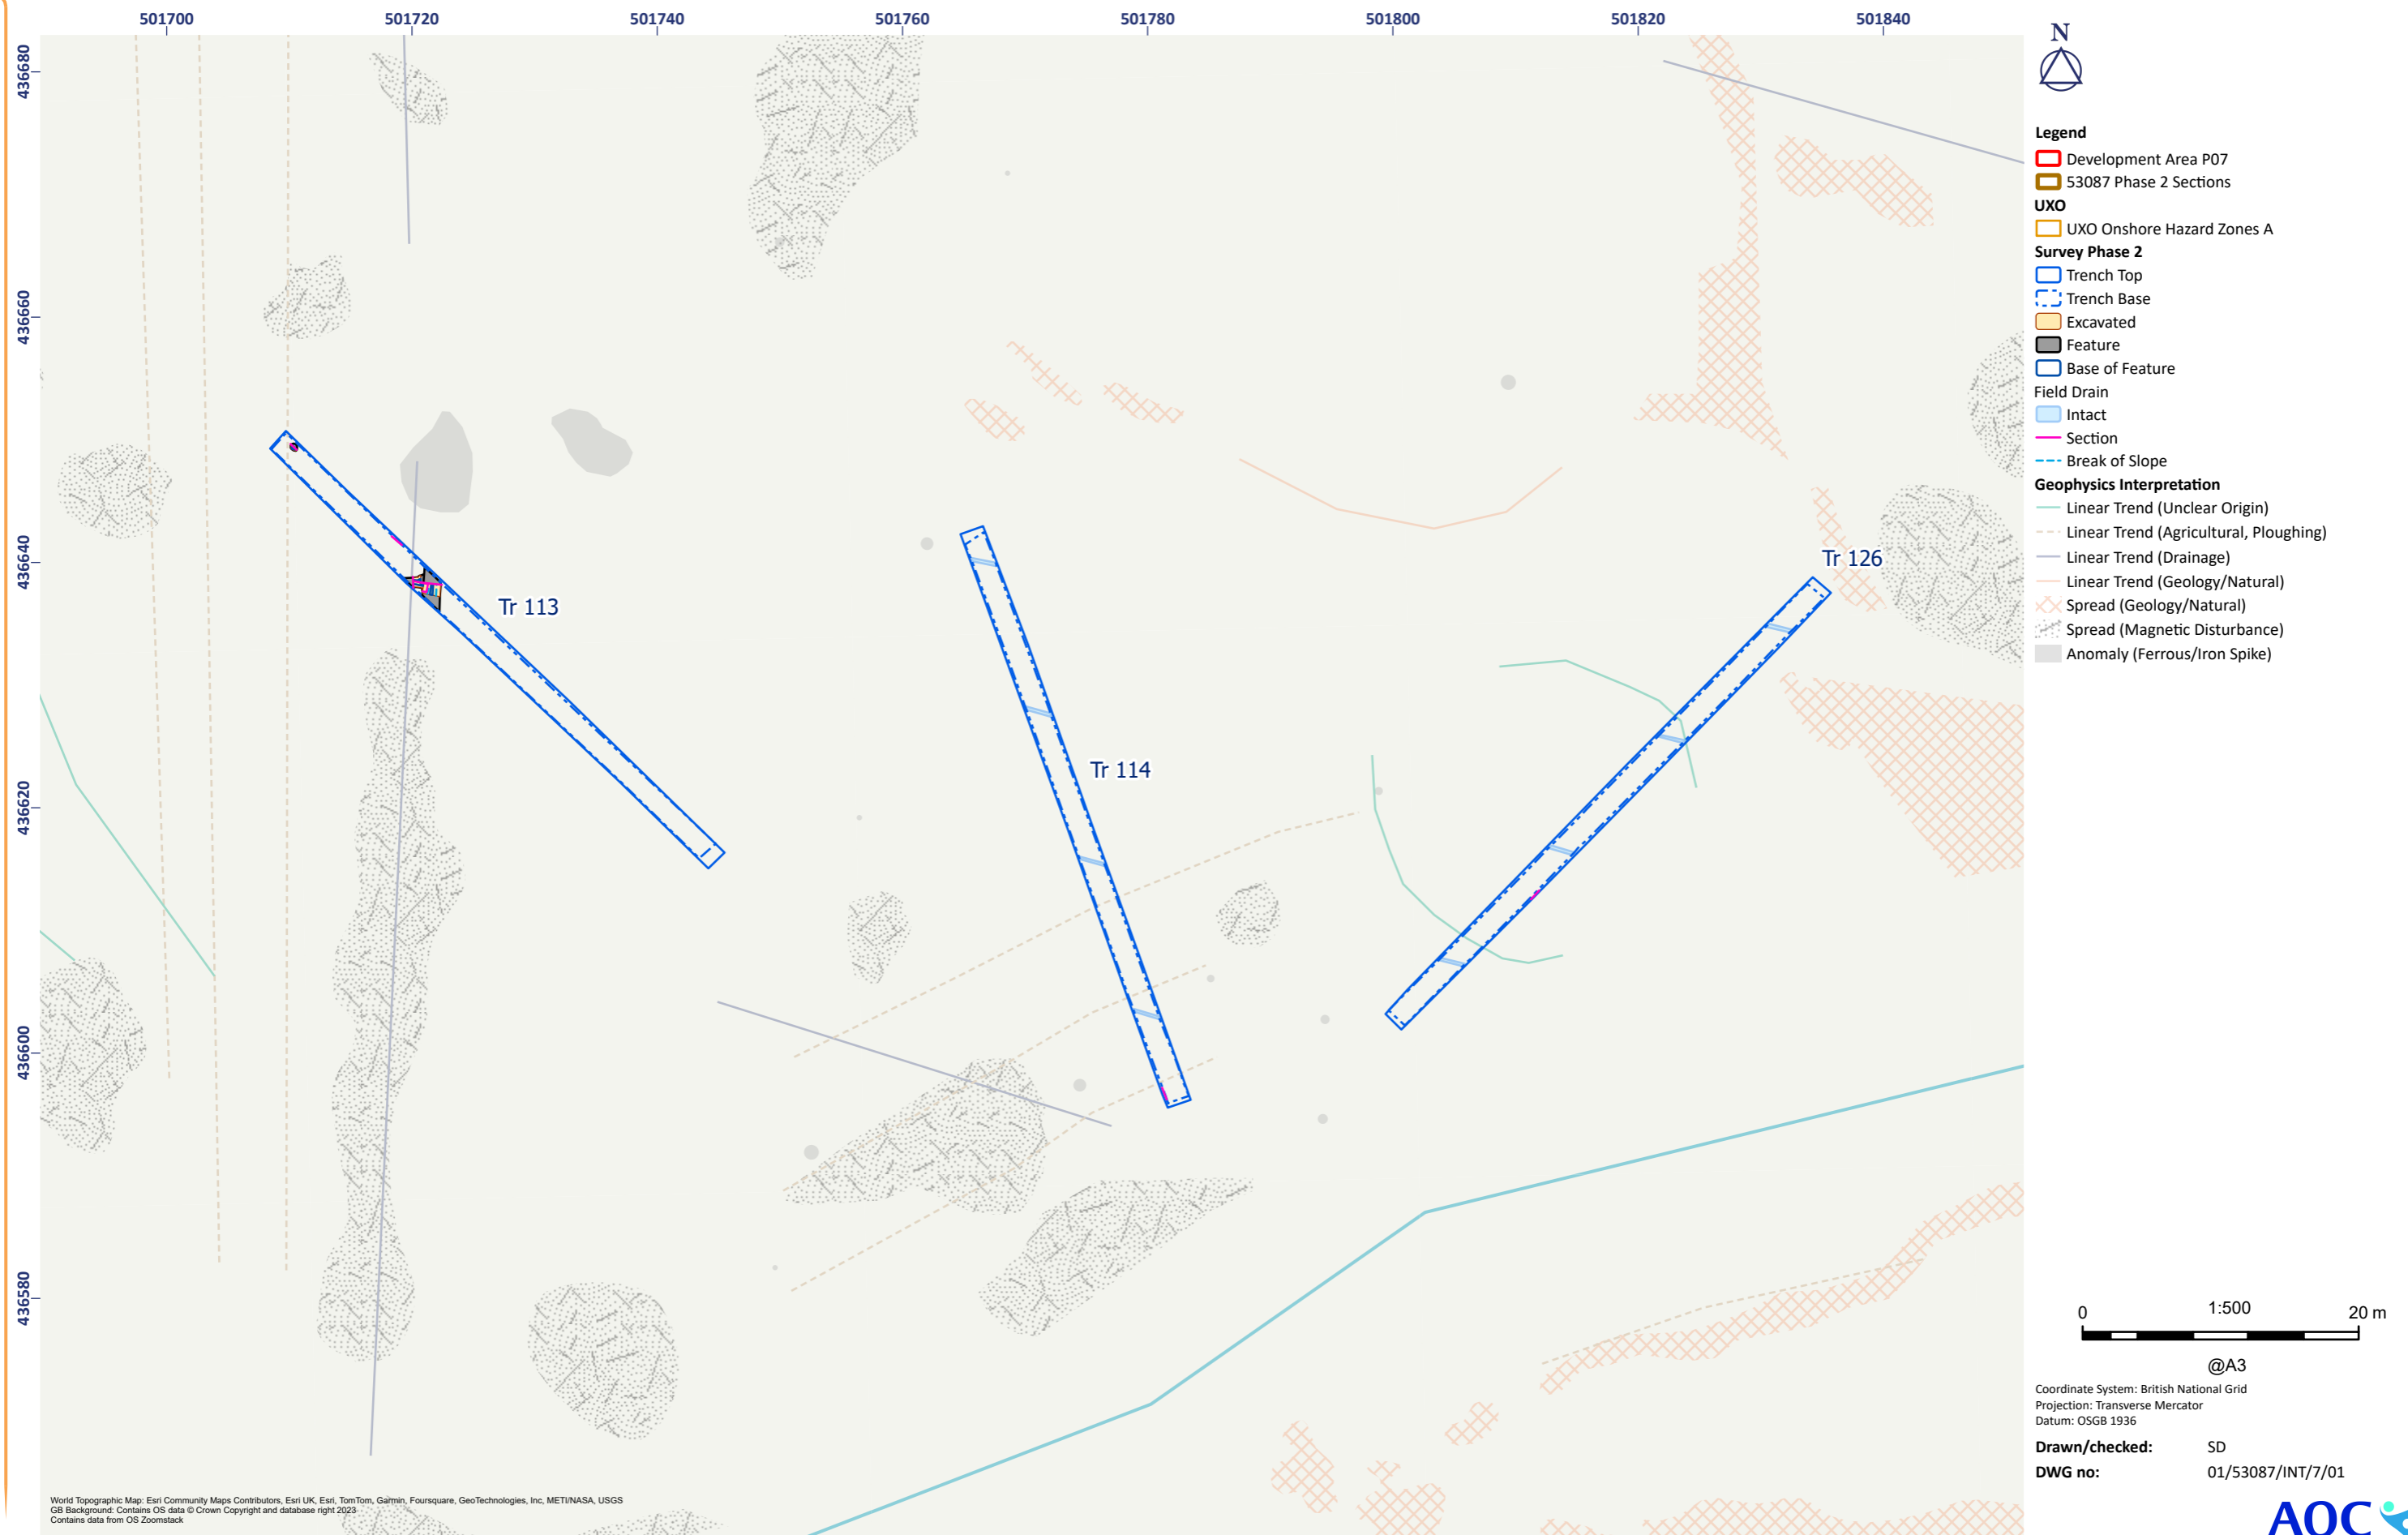 501700 501720 501740 501760 501780 501800 501820 501840
436680
436660
436640
436620
436600
436580
Tr 113
Tr 114
Tr 126
N
Legend
Development Area P07
53087 Phase 2 Sections
UXO
UXO Onshore Hazard Zones A
Survey Phase 2
Trench Top
Trench Base
Excavated
Feature
Base of Feature
Field Drain
Intact
Section
Break of Slope
Geophysics Interpretation
Linear Trend (Unclear Origin)
Linear Trend (Agricultural, Ploughing)
Linear Trend (Drainage)
Linear Trend (Geology/Natural)
Spread (Geology/Natural)
Spread (Magnetic Disturbance)
Anomaly (Ferrous/Iron Spike)
0 1:500 20 m
@A3
Coordinate System: British National Grid
Projection: Transverse Mercator
Datum: OSGB 1936
Drawn/checked: SD
DWG no: 01/53087/INT/7/01
AOC
World Topographic Map: Esri Community Maps Contributors, Esri UK, Esri, TomTom, Garmin, Foursquare, GeoTechnologies, Inc, METI/NASA, USGS
GB Background: Contains OS data © Crown Copyright and database right 2023
Contains data from OS Zoomstack